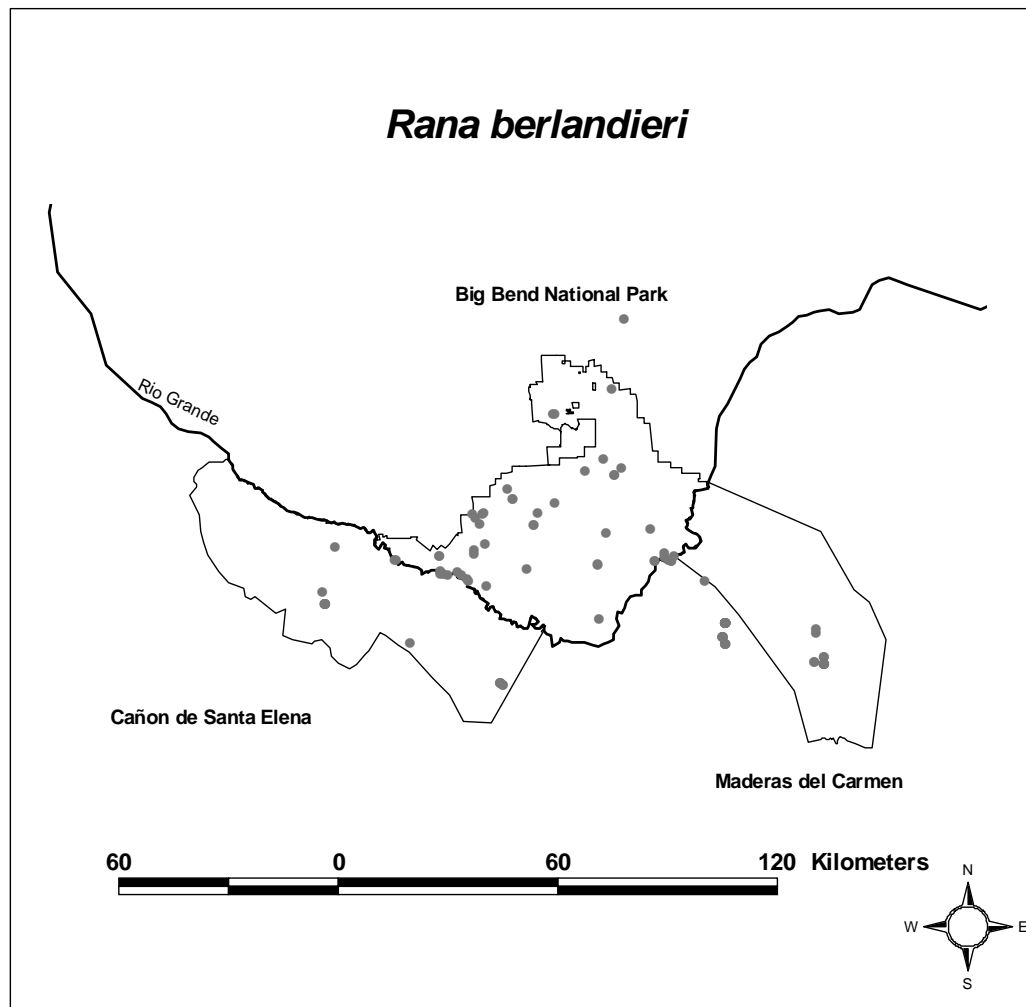 Rana berlandieri
Big Bend National Park
Rio Grande
Cañon de Santa Elena
Maderas del Carmen
60 0 60 120 Kilometers
N
W E
S